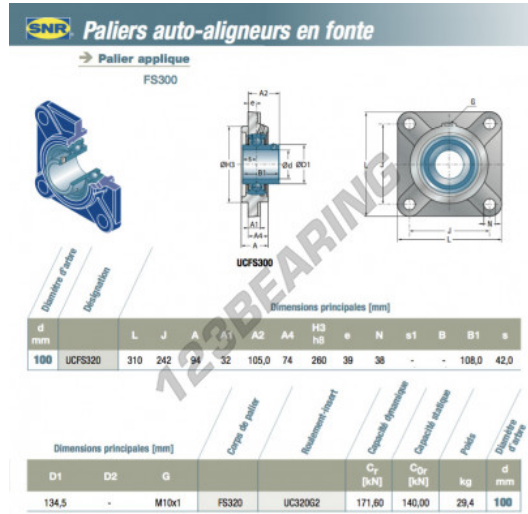 SNR Paliers auto-aligneurs en fonte
Palier applique
FS300
A2
e
G
ØH3
s
B1
Ød
ØD1
L
J
A1
A4
A
N
J
L
UCFS300
Diamètre d'arbre
Désignation
Dimensions principales [mm]
d mm L J A A1 A2 A4 H3 h8 e N s1 B B1 s
100 UCFS320 310 242 94 32 105,0 74 260 39 38 - - 108,0 42,0
123BEARING
Dimensions principales [mm]
Corps de palier
Roulement-insert
Capacité dynamique
Capacité statique
Poids
Diamètre d'arbre
D1 D2 G Cr [kN] C0r [kN] kg d mm
134,5 - M10x1 FS320 UC320G2 171,60 140,00 29,4 100